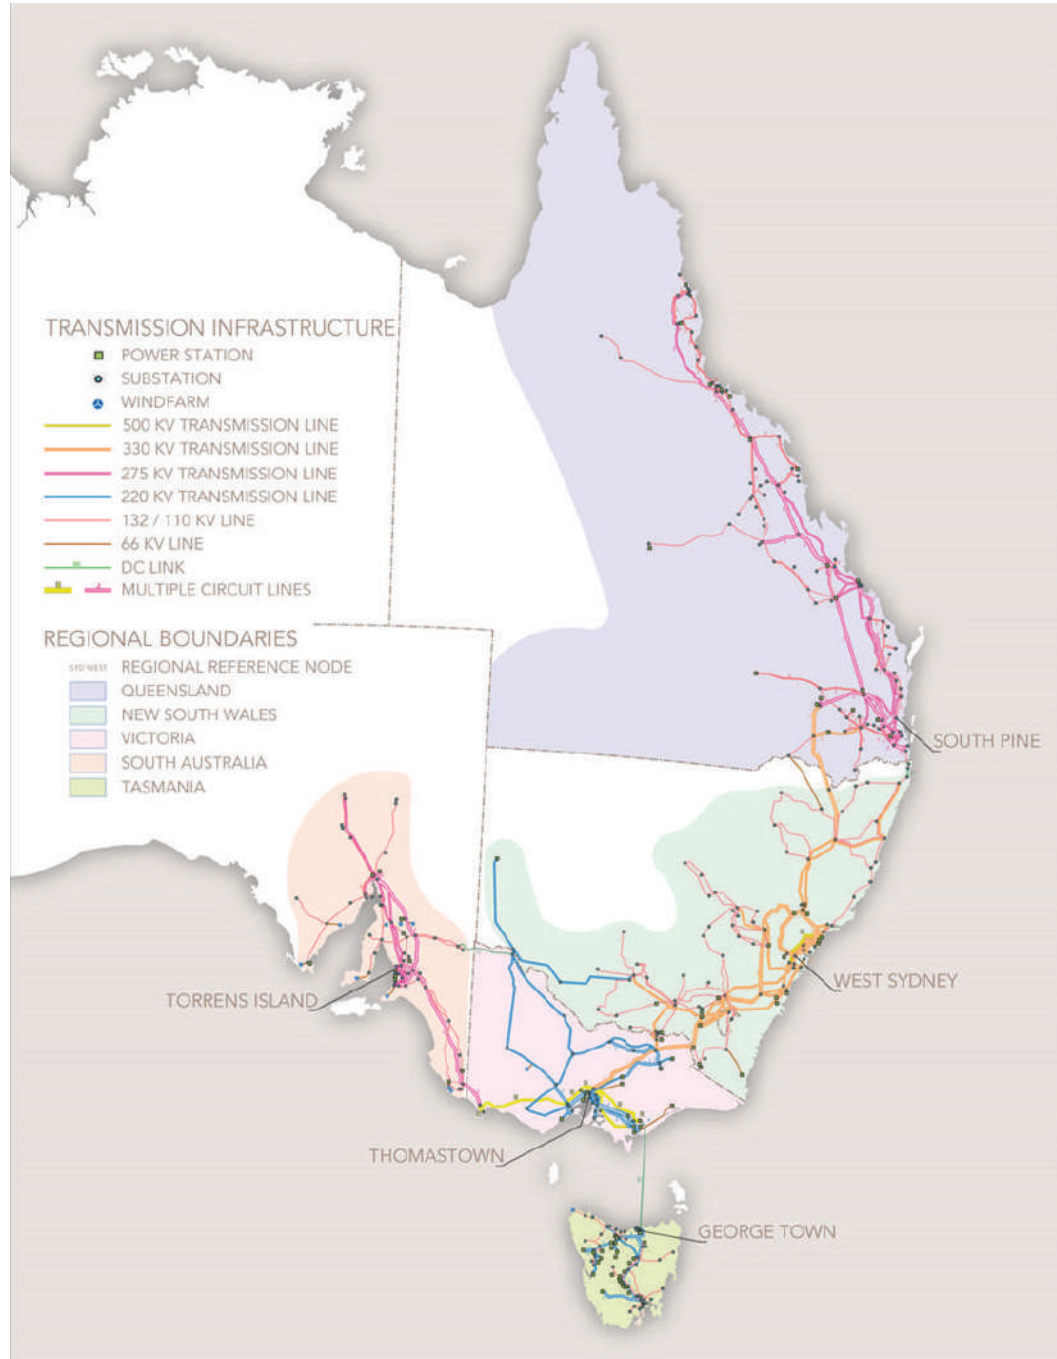 TRANSMISSION INFRASTRUCTURE
POWER STATION
SUBSTATION
WINDFARM
500 KV TRANSMISSION LINE
330 KV TRANSMISSION LINE
275 KV TRANSMISSION LINE
220 KV TRANSMISSION LINE
132 / 110 KV LINE
66 KV LINE
DC LINK
MULTIPLE CIRCUIT LINES
REGIONAL BOUNDARIES
REGIONAL REFERENCE NODE
QUEENSLAND
NEW SOUTH WALES
VICTORIA
SOUTH AUSTRALIA
TASMANIA
SOUTH PINE
WEST SYDNEY
TORRENS ISLAND
THOMASTOWN
GEORGE TOWN